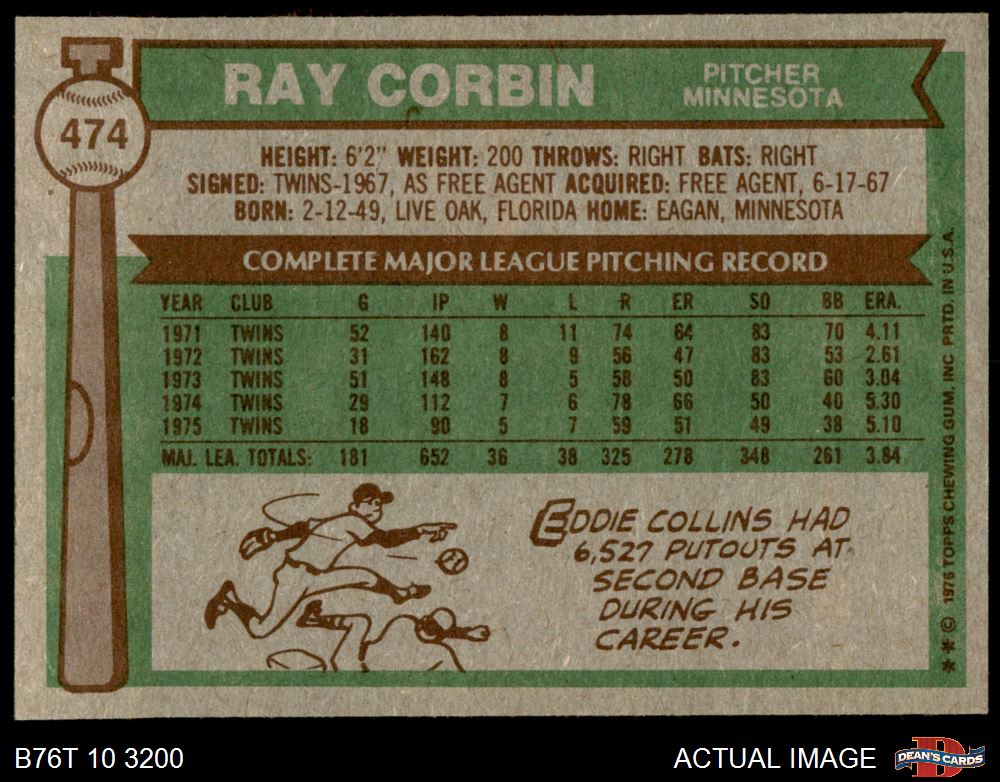 474
RAY CORBIN
PITCHER
MINNESOTA
HEIGHT: 6'2" WEIGHT: 200 THROWS: RIGHT BATS: RIGHT
SIGNED: TWINS-1967, AS FREE AGENT ACQUIRED: FREE AGENT, 6-17-67
BORN: 2-12-49, LIVE OAK, FLORIDA HOME: EAGAN, MINNESOTA
COMPLETE MAJOR LEAGUE PITCHING RECORD
YEAR CLUB G IP W L R ER SO BB ERA.
1971 TWINS 52 140 8 11 74 64 83 70 4.11
1972 TWINS 31 162 8 9 56 47 83 53 2.61
1973 TWINS 51 148 8 5 58 50 83 60 3.04
1974 TWINS 29 112 7 6 78 66 50 40 5.30
1975 TWINS 18 90 5 7 59 51 49 38 5.10
MAJ. LEA. TOTALS: 181 652 36 38 325 278 348 261 3.84
EDDIE COLLINS HAD
6,527 PUTOUTS AT
SECOND BASE
DURING HIS
CAREER.
** © 1976 TOPPS CHEWING GUM, INC PRTD. IN U.S.A.
B76T 10 3200
ACTUAL IMAGE
D
DEAN'S CARDS